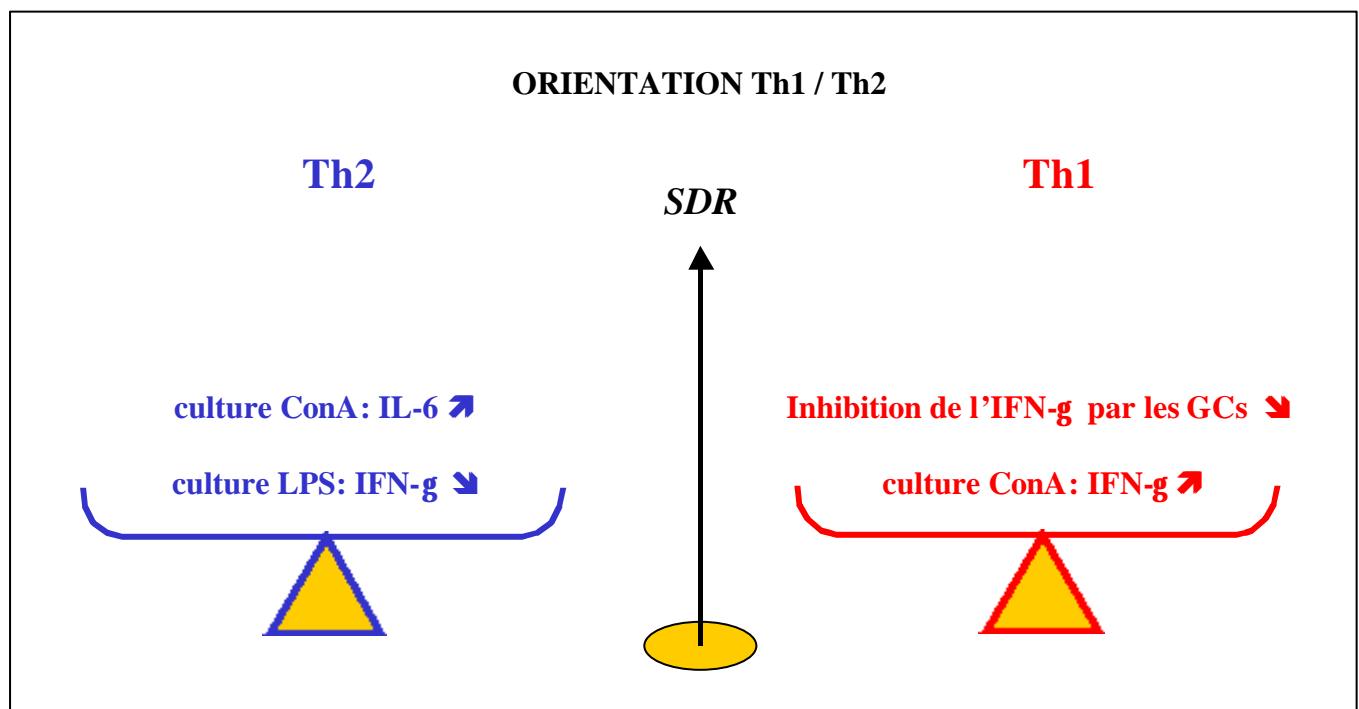 ORIENTATION Th1 / Th2
Th2
Th1
SDR
culture ConA: IL-6 ➚
culture LPS: IFN-g ➘
Inhibition de l’IFN-g par les GCs ➘
culture ConA: IFN-g ➚